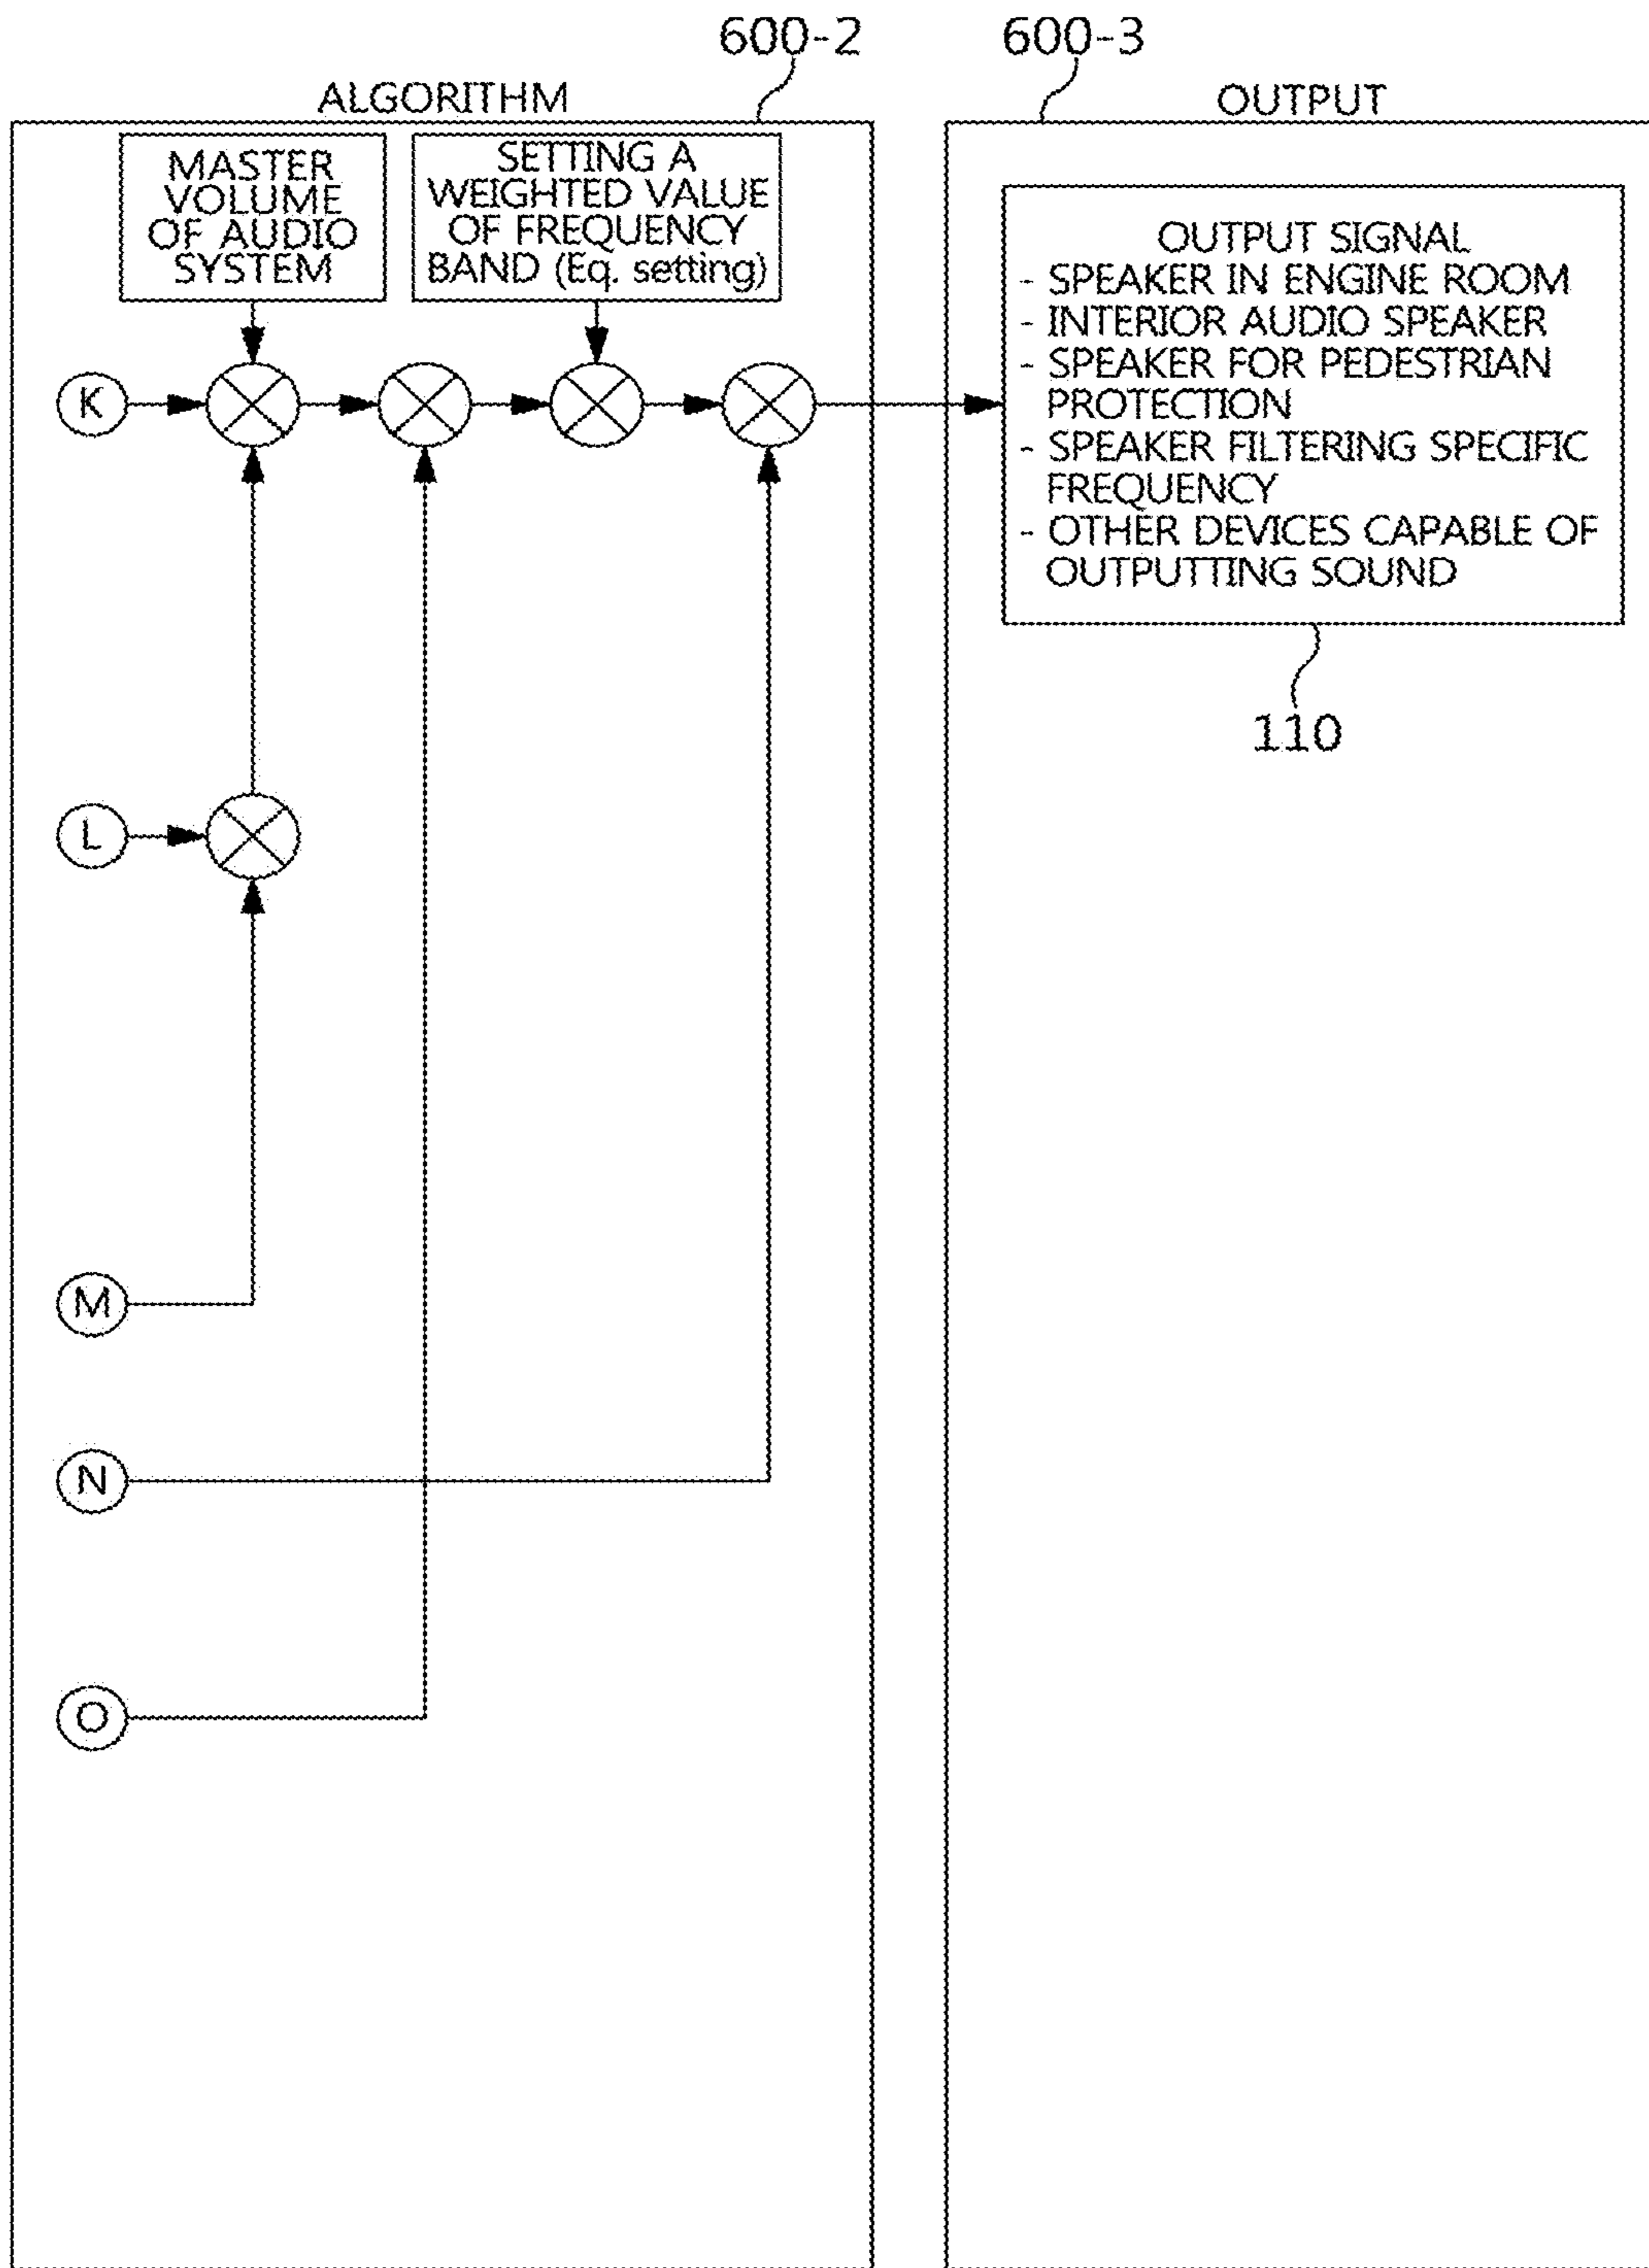 600-2
600-3
ALGORITHM
OUTPUT
MASTER
VOLUME
OF AUDIO
SYSTEM
SETTING A
WEIGHTED VALUE
OF FREQUENCY
BAND (Eq. setting)
OUTPUT SIGNAL
- SPEAKER IN ENGINE ROOM
- INTERIOR AUDIO SPEAKER
- SPEAKER FOR PEDESTRIAN
PROTECTION
- SPEAKER FILTERING SPECIFIC
FREQUENCY
- OTHER DEVICES CAPABLE OF
OUTPUTTING SOUND
110
K
L
M
N
O